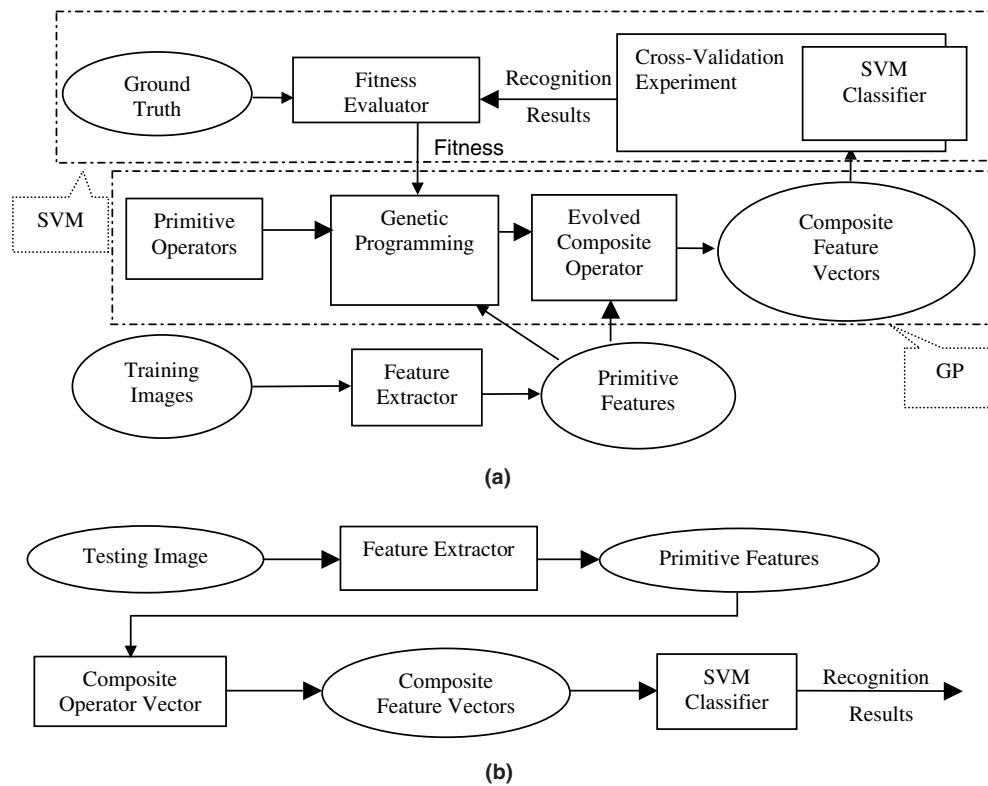 Ground
Truth
Fitness
Evaluator
Recognition
Results
Cross-Validation
Experiment
SVM
Classifier
Fitness
SVM
Primitive
Operators
Genetic
Programming
Evolved
Composite
Operator
Composite
Feature
Vectors
Training
Images
Feature
Extractor
Primitive
Features
GP
(a)
Testing Image
Feature Extractor
Primitive Features
Composite
Operator Vector
Composite
Feature Vectors
SVM
Classifier
Recognition
Results
(b)